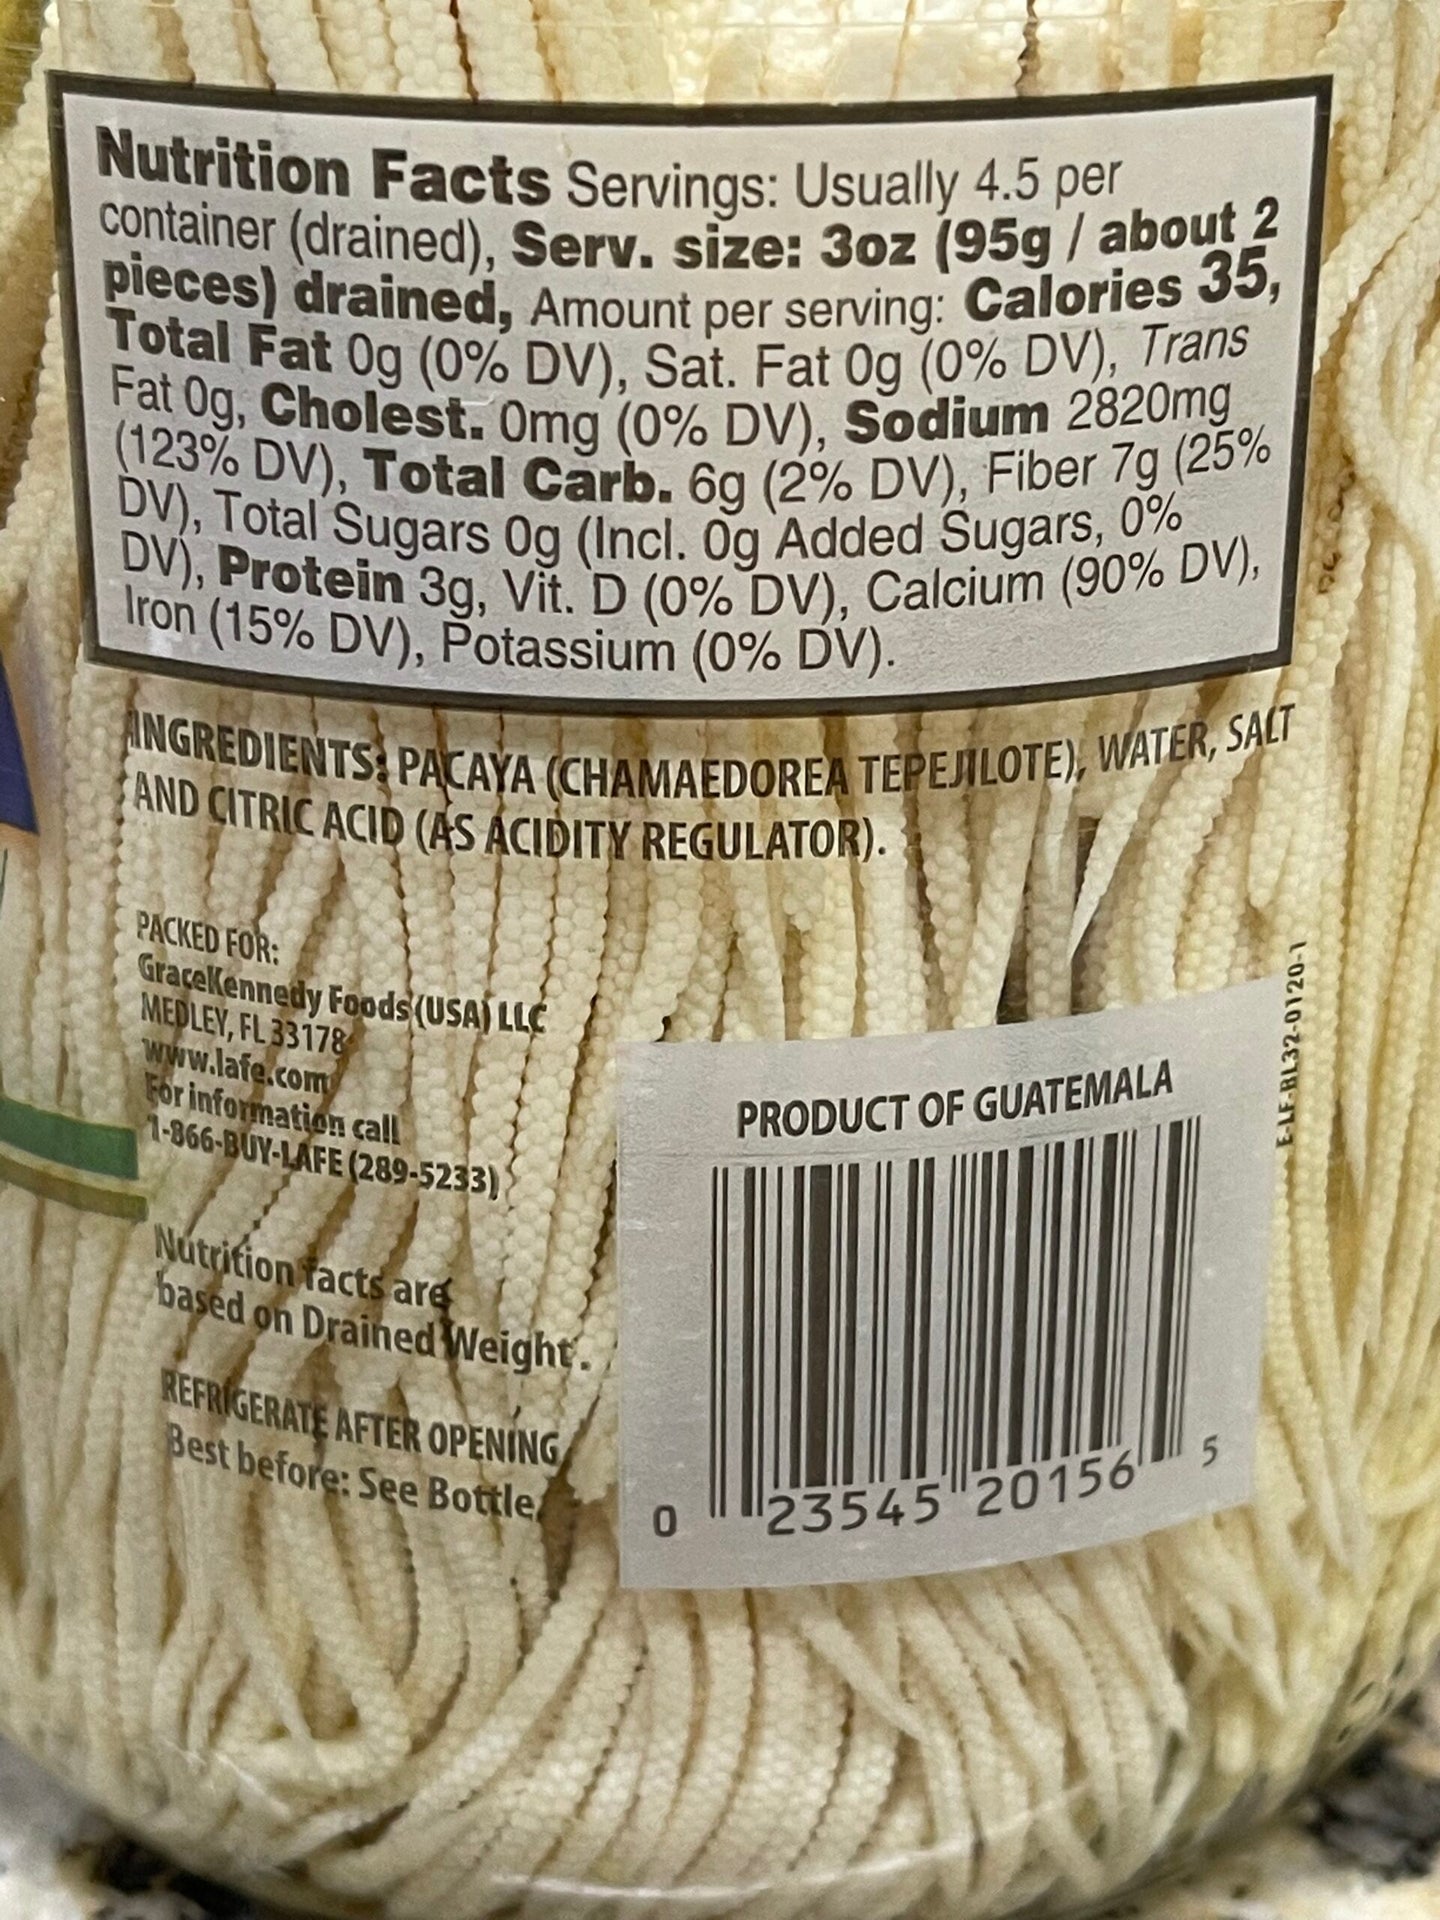 Nutrition Facts Servings: Usually 4.5 per
container (drained), Serv. size: 3oz (95g / about 2
pieces) drained, Amount per serving: Calories 35,
Total Fat 0g (0% DV), Sat. Fat 0g (0% DV), Trans
Fat 0g, Cholest. 0mg (0% DV), Sodium 2820mg
(123% DV), Total Carb. 6g (2% DV), Fiber 7g (25%
DV), Total Sugars 0g (Incl. 0g Added Sugars, 0%
DV), Protein 3g, Vit. D (0% DV), Calcium (90% DV),
Iron (15% DV), Potassium (0% DV).
INGREDIENTS: PACAYA (CHAMAEDOREA TEPEJILOTE), WATER, SALT
AND CITRIC ACID (AS ACIDITY REGULATOR).
PACKED FOR:
GraceKennedy Foods (USA) LLC
MEDLEY, FL 33178
www.lafe.com
For information call
1-866-BUY-LAFE (289-5233)
Nutrition facts are
based on Drained Weight.
REFRIGERATE AFTER OPENING
Best before: See Bottle
PRODUCT OF GUATEMALA
0 23545 20156 5
E-LF-BL32-0120-1